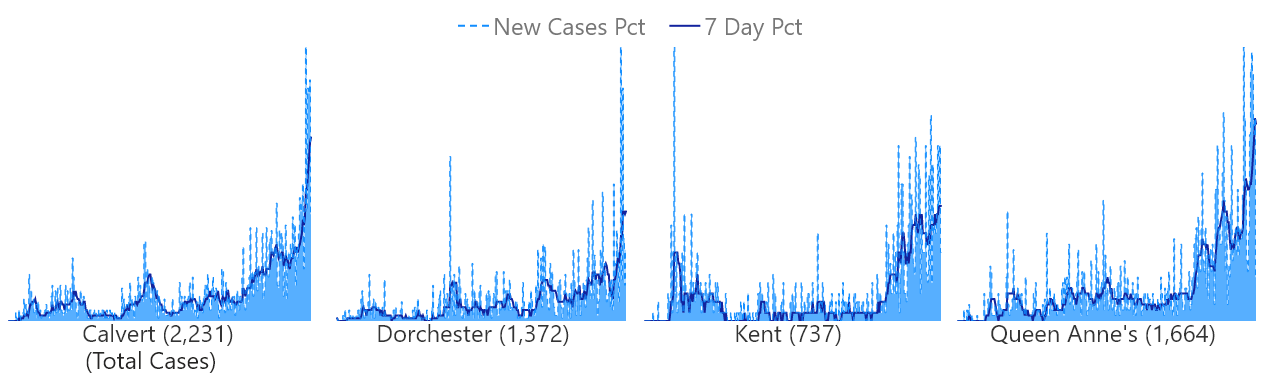 New Cases Pct 7 Day Pct
Calvert (2,231) Dorchester (1,372) Kent (737) Queen Anne's (1,664)
(Total Cases)